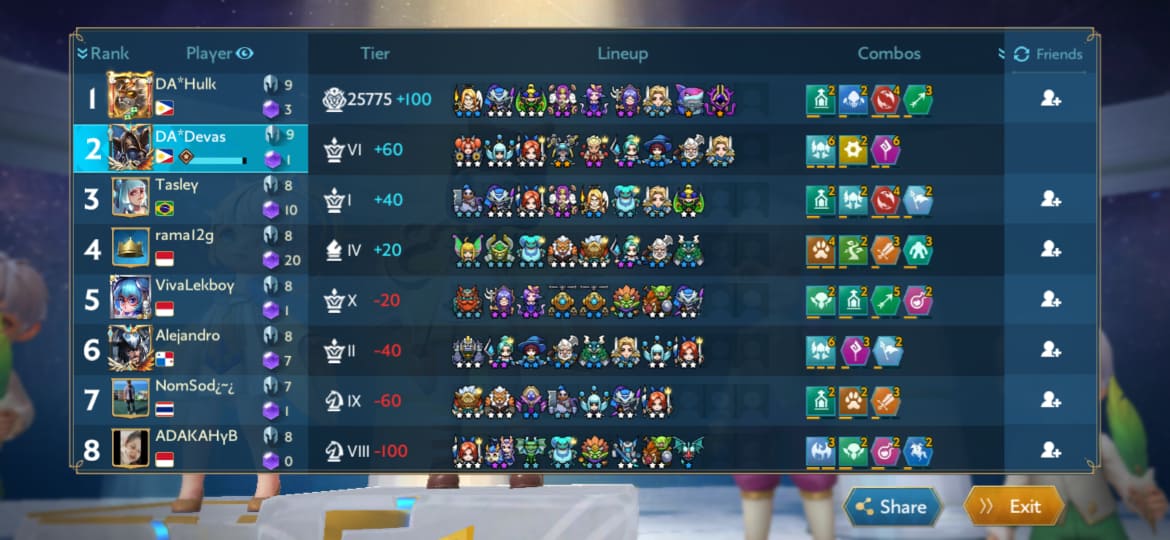 Rank Player Tier Lineup Combos Friends
1 DA*Hulk 9 3 25775 +100 2 2 4 3
2 DA*Devas 9 1 VI +60 6 2 6
3 Tasley 8 10 I +40 2 2 4 2
4 rama12g 8 20 IV +20 4 2 3 3
5 VivaLekboy 8 1 X -20 2 2 5 2
6 Alejandro 8 7 II -40 6 3 2
7 NomSod¿~¿ 7 1 IX -60 2 2 3
8 ADAKAHyB 8 0 VIII -100 3 2 2 2
Share Exit